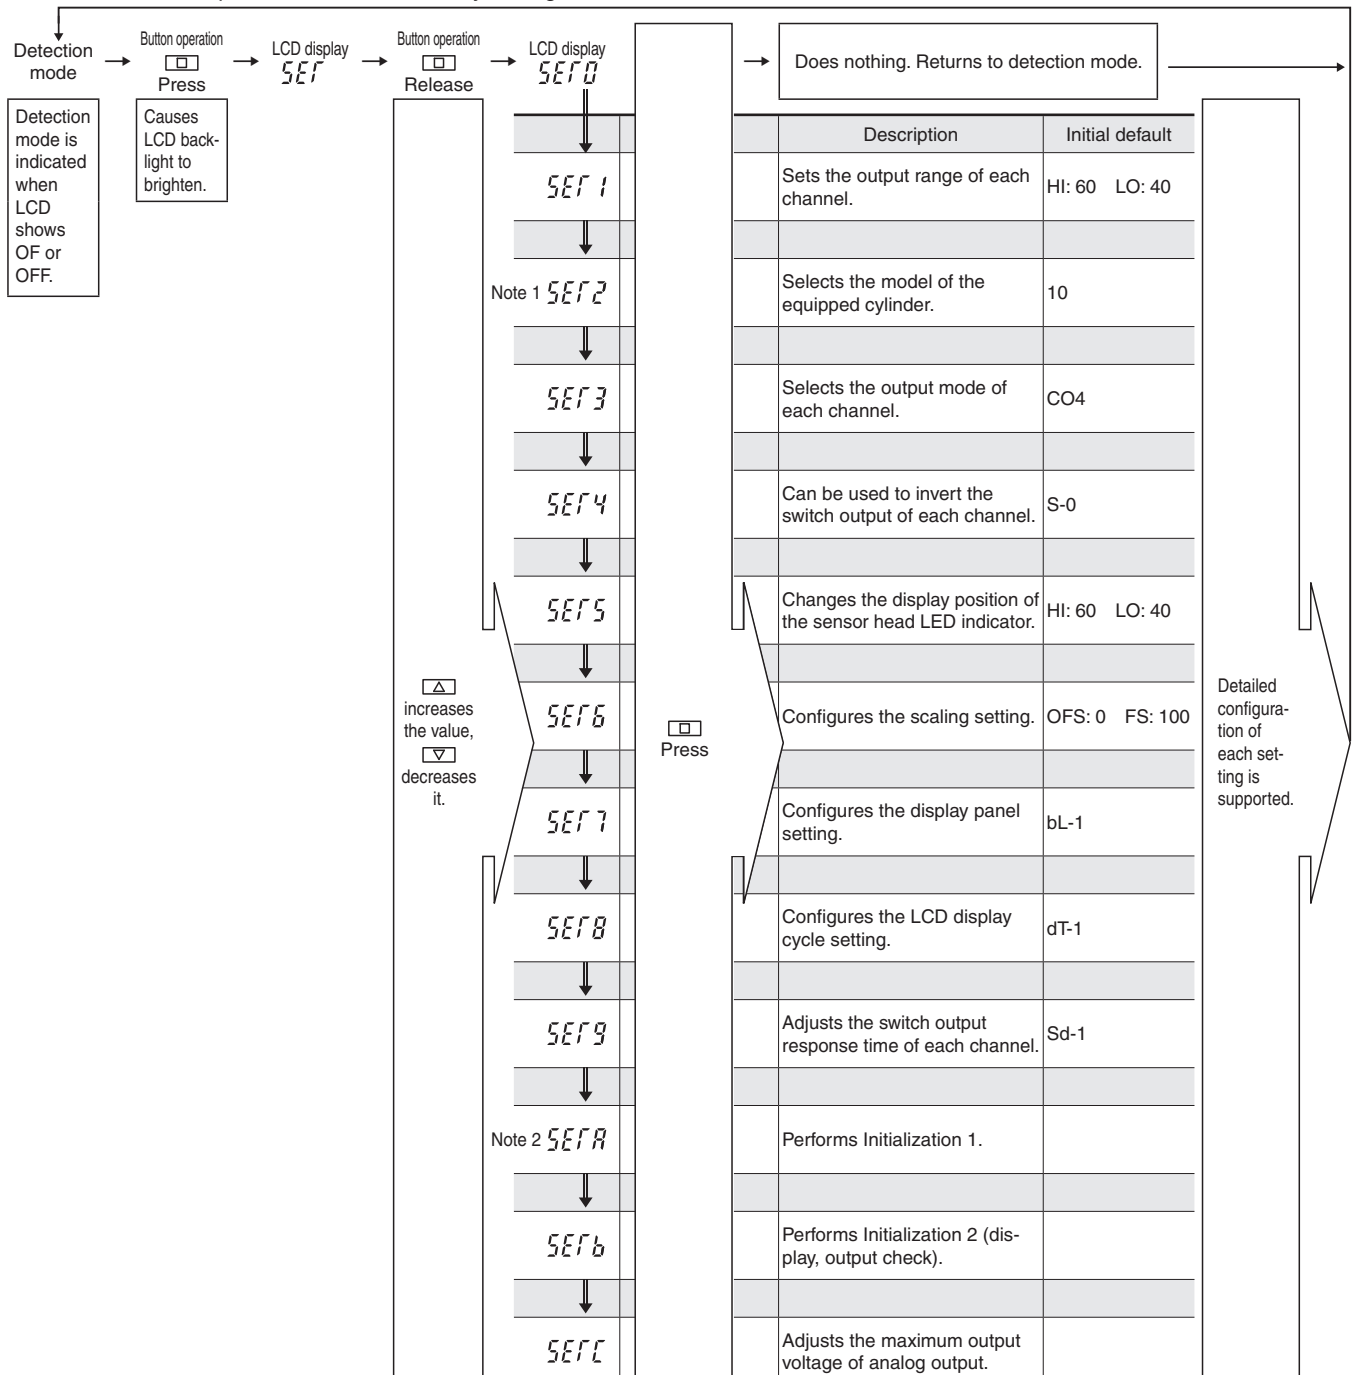 Detection
mode
Button operation
Press
LCD display
SET
Button operation
Release
LCD display
SET0
Does nothing. Returns to detection mode.
Detection
mode is
indicated
when
LCD
shows
OF or
OFF.
Causes
LCD back-
light to
brighten.
Description Initial default
SET1 Sets the output range of each
channel. HI: 60 LO: 40
Note 1 SET2 Selects the model of the
equipped cylinder. 10
SET3 Selects the output mode of
each channel. CO4
SET4 Can be used to invert the
switch output of each channel. S-0
SET5 Changes the display position of
the sensor head LED indicator. HI: 60 LO: 40
increases
the value,
decreases
it.
SET6 Configures the scaling setting. OFS: 0 FS: 100
Press
Detailed
configura-
tion of
each set-
ting is
supported.
SET7 Configures the display panel
setting. bL-1
SET8 Configures the LCD display
cycle setting. dT-1
SET9 Adjusts the switch output
response time of each channel. Sd-1
Note 2 SETA Performs Initialization 1.
SETb Performs Initialization 2 (dis-
play, output check).
SETC Adjusts the maximum output
voltage of analog output.